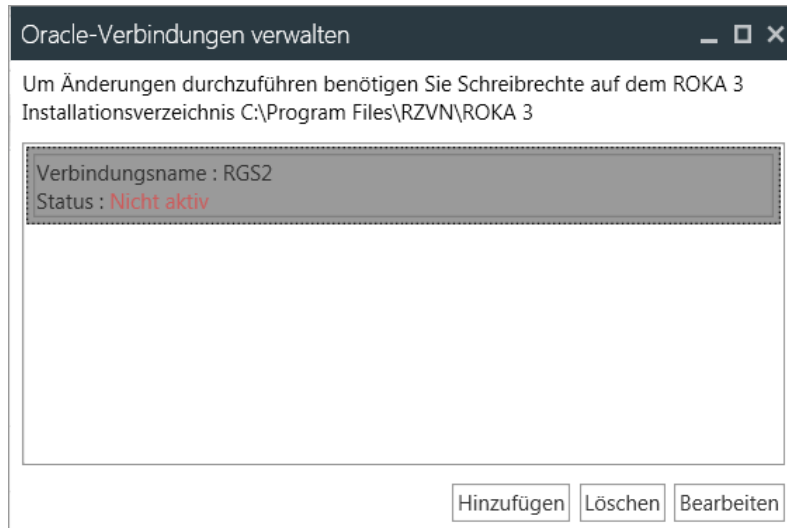 Oracle-Verbindungen verwalten
Um Änderungen durchzuführen benötigen Sie Schreibrechte auf dem ROKA 3
Installationsverzeichnis C:\Program Files\RZVN\ROKA 3
Verbindungsname : RGS2
Status : Nicht aktiv
Hinzufügen Löschen Bearbeiten